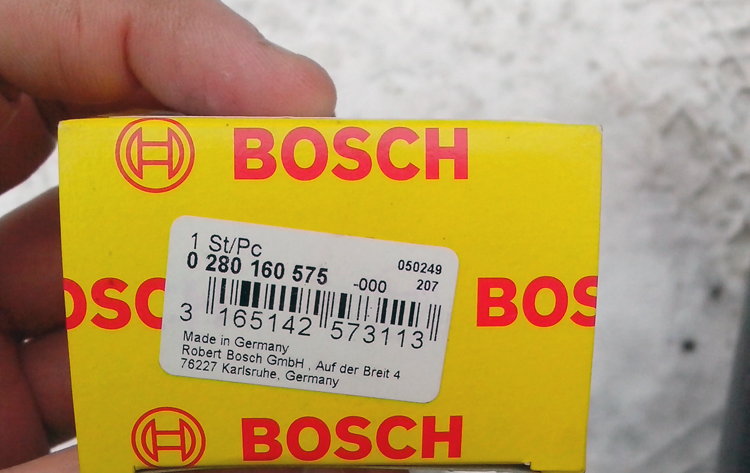 BOSCH
1 St/Pc
0 280 160 575 -000
050249
207
OSC
BOS
3 165142 573113
Made in Germany
Robert Bosch GmbH , Auf der Breit 4
76227 Karlsruhe, Germany
BOSCH